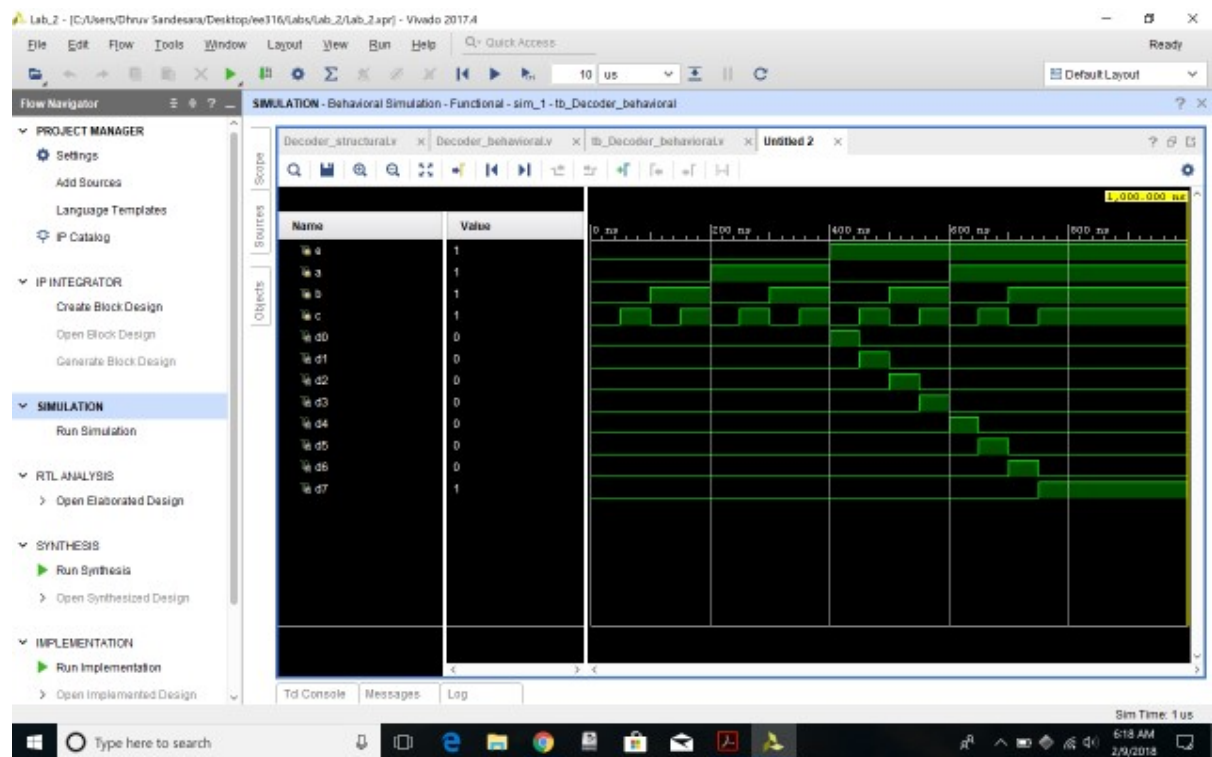 Lab_2 - [C:/Users/Dhruv Sandesara/Desktop/ee316/Labs/Lab_2/Lab_2.xpr] - Vivado 2017.4
File Edit Flow Tools Window Layout View Run Help Quick Access Ready
10 us Default Layout
Flow Navigator ? SIMULATION - Behavioral Simulation - Functional - sim_1 - tb_Decoder_behavioral ?
PROJECT MANAGER
Settings
Add Sources
Language Templates
IP Catalog
IP INTEGRATOR
Create Block Design
Open Block Design
Generate Block Design
SIMULATION
Run Simulation
RTL ANALYSIS
Open Elaborated Design
SYNTHESIS
Run Synthesis
Open Synthesized Design
IMPLEMENTATION
Run Implementation
Open Implemented Design
Scope
Sources
Objects
Decoder_structural.v Decoder_behavioral.v tb_Decoder_behavioral.v Untitled 2 ?
1,000.000 ns
Name Value 0 ns 200 ns 400 ns 600 ns 800 ns
e 1
a 1
b 1
c 1
d0 0
d1 0
d2 0
d3 0
d4 0
d5 0
d6 0
d7 1
Tcl Console Messages Log
Sim Time: 1 us
Type here to search
6:18 AM
2/9/2018